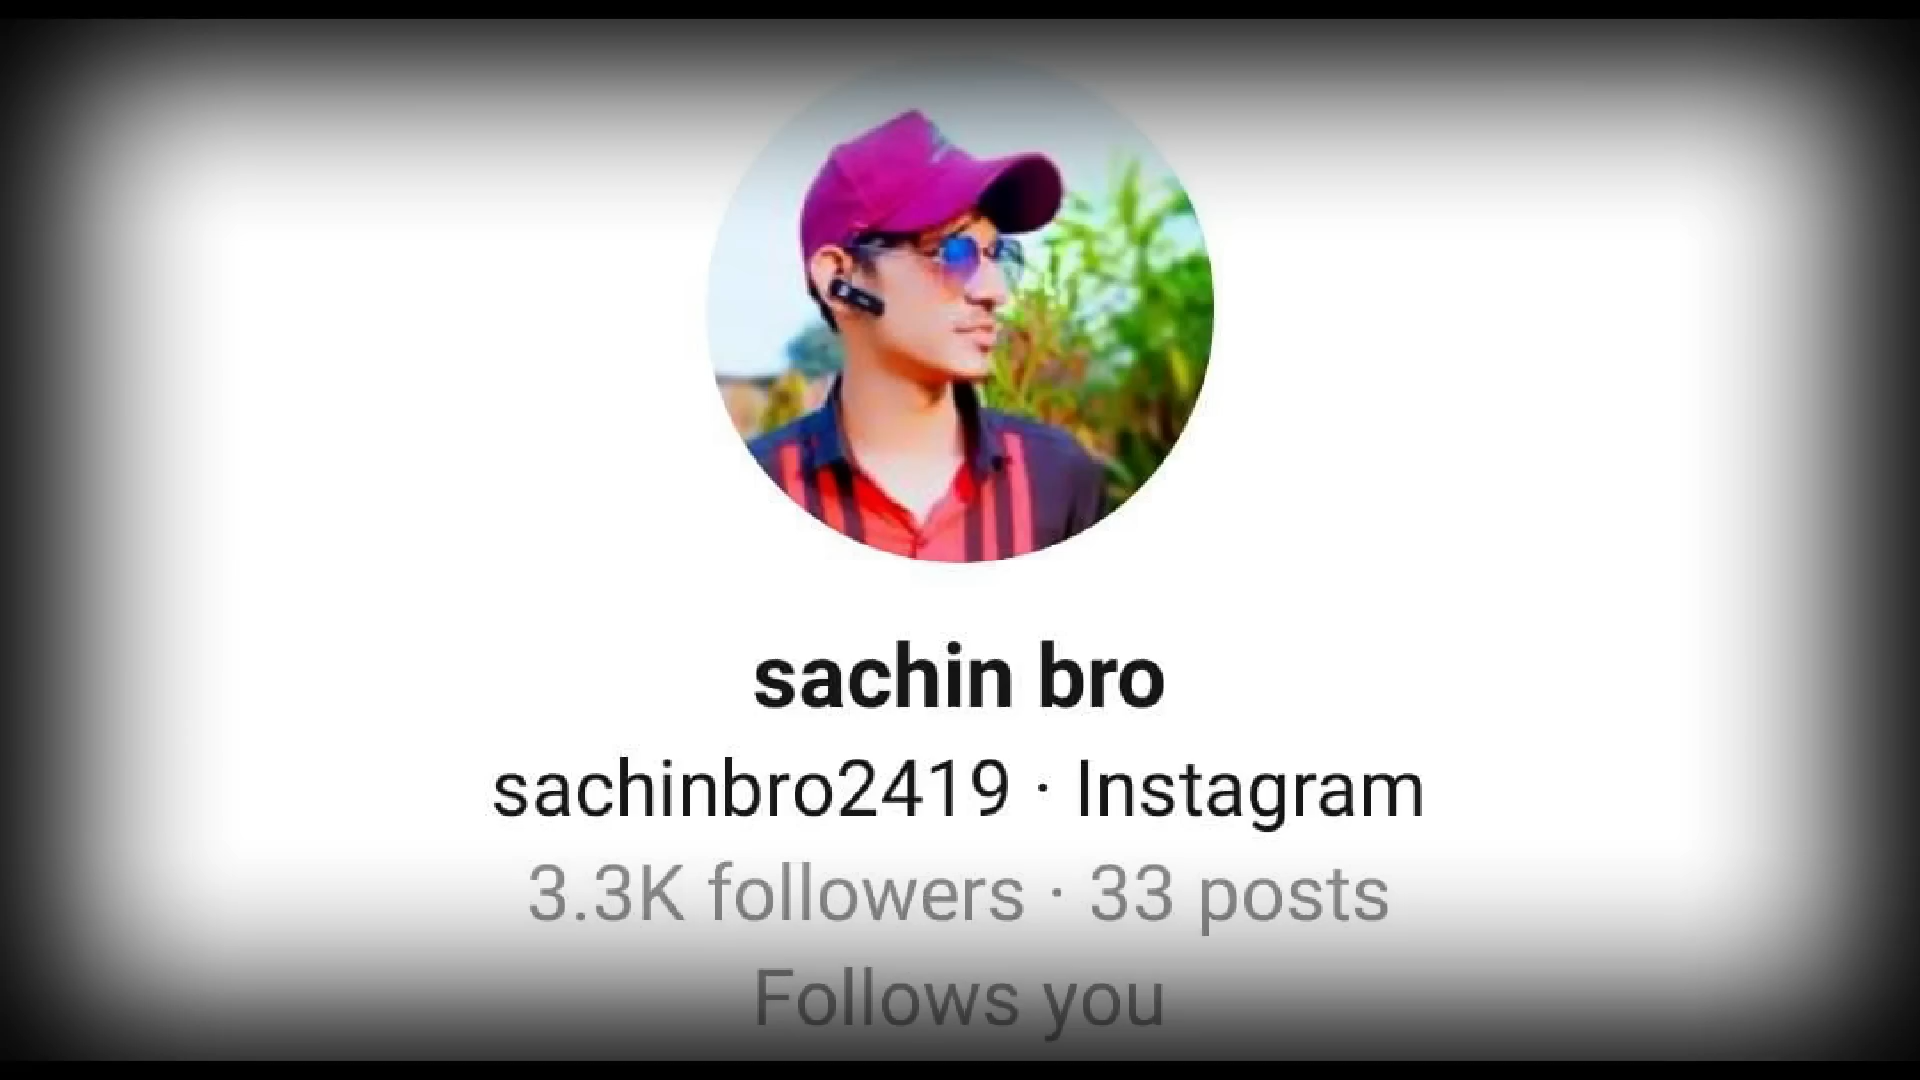 sachin bro
sachinbro2419 · Instagram
3.3K followers · 33 posts
Follows you